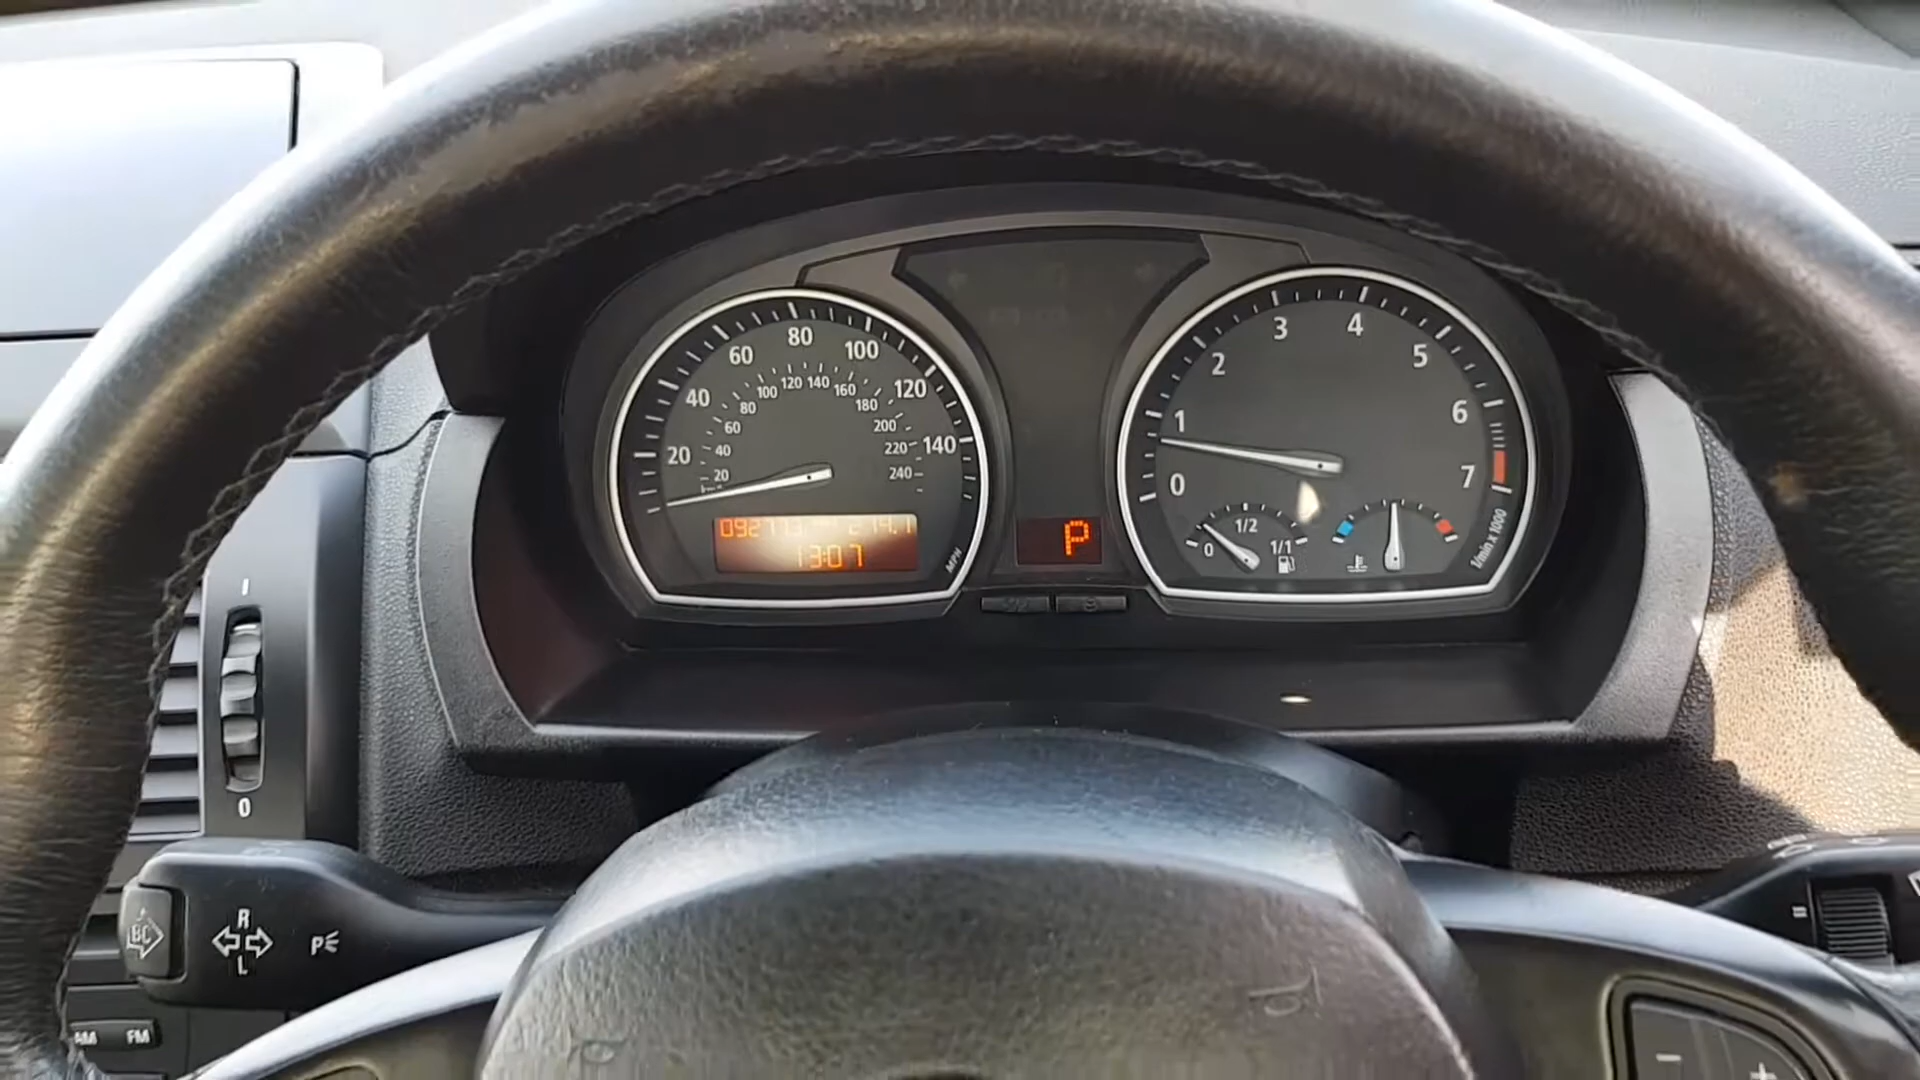 20 40 60 80 100 120 140
20 40 60 80 100 120 140 160 180 200 220 240
13:07
MPH
P
0 1 2 3 4 5 6 7
1/min x 1000
0 1/2 1/1
I
0
BC
R
L
P
AM FM
=
- +